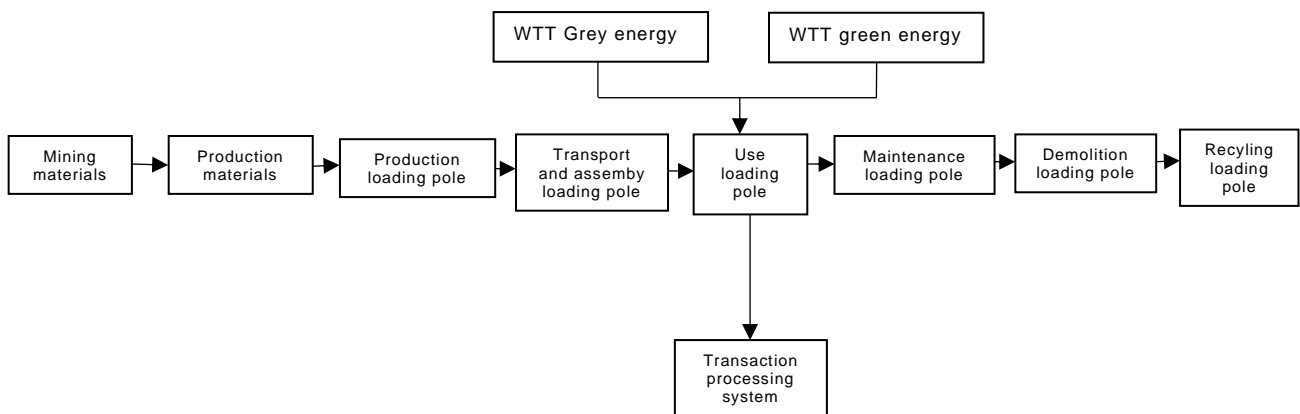 WTT Grey energy
WTT green energy
Mining
materials
Production
materials
Production
loading pole
Transport
and assemby
loading pole
Use
loading
pole
Maintenance
loading pole
Demolition
loading pole
Recyling
loading
pole
Transaction
processing
system